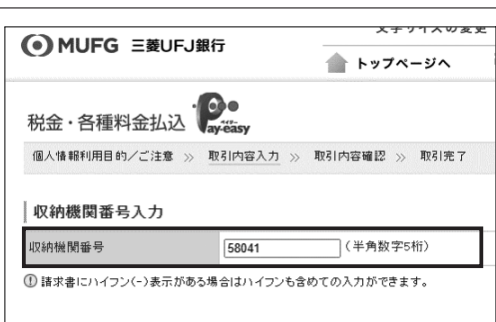 文字サイズの変更
MUFG 三菱UFJ銀行
トップページへ
税金・各種料金払込 Pay-easy
ペイジー
個人情報利用目的/ご注意 >> 取引内容入力 >> 取引内容確認 >> 取引完了
収納機関番号入力
収納機関番号 58041 (半角数字5桁)
! 請求書にハイフン(-)表示がある場合はハイフンも含めての入力ができます。